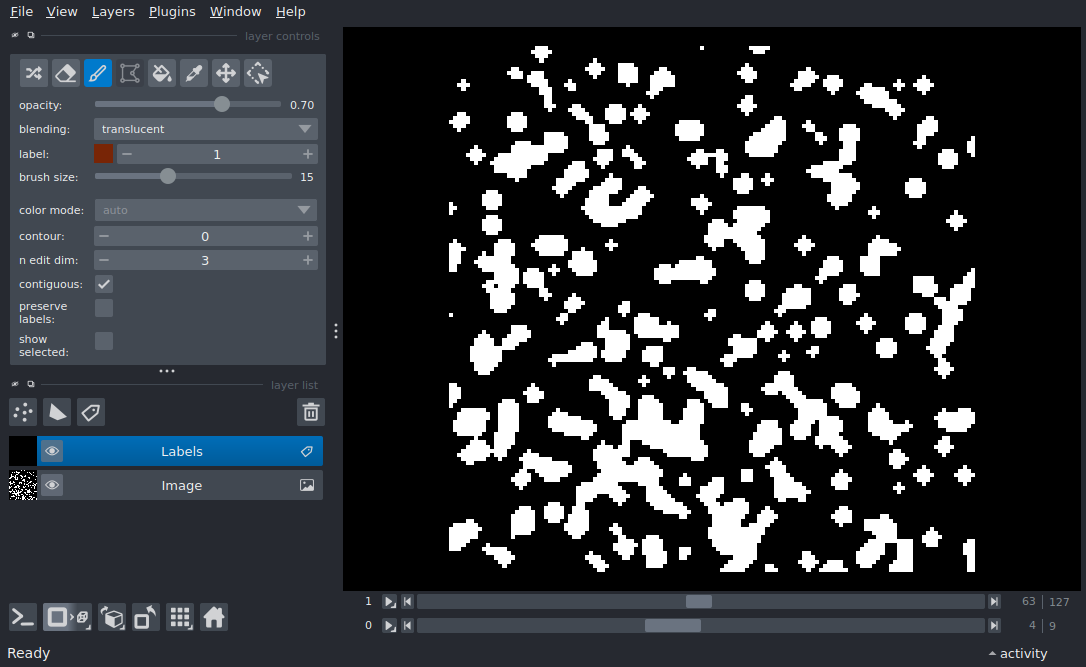 File View Layers Plugins Window Help
layer controls
opacity: 0.70
blending: translucent
label: 1
brush size: 15
color mode: auto
contour: 0
n edit dim: 3
contiguous:
preserve
labels:
show
selected:
layer list
Labels
Image
1 63 127
0 4 9
Ready activity